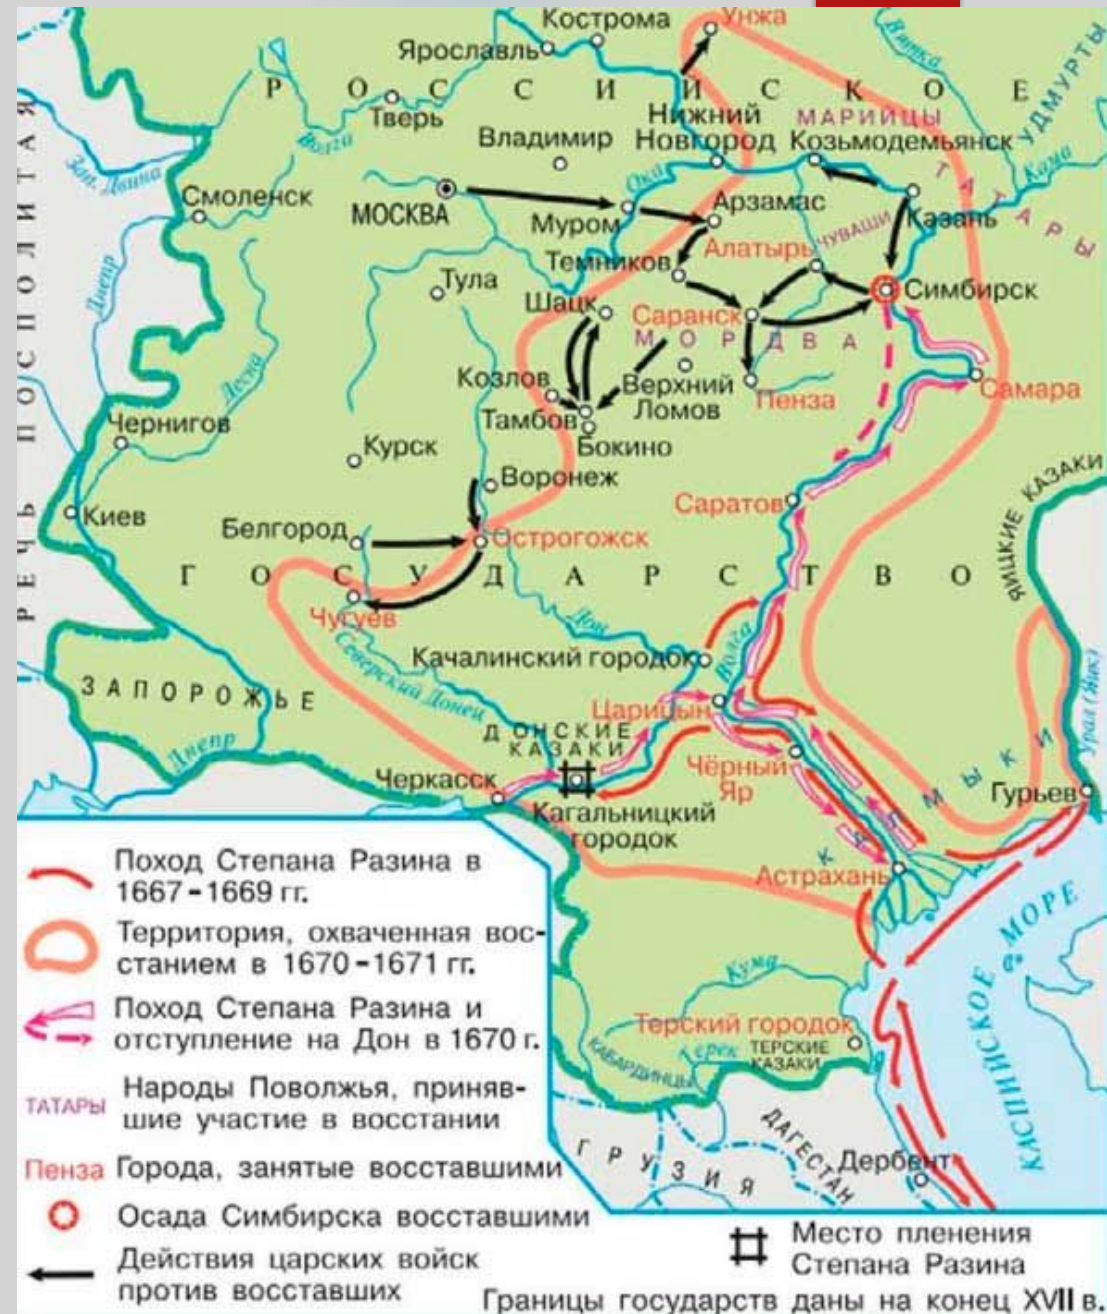 Кострома
Унжа
Ярославль
Вятка
РОССИЙСКОЕ
УДМУРТЫ
Тверь
Волга
Нижний
Новгород
МАРИЙЦЫ
Владимир
Козьмодемьянск
Зап. Двина
Кама
ТАТАРЫ
Смоленск
МОСКВА
Ока
Муром
Арзамас
Казань
Алатырь
ЧУВАШИ
Темников
РЕЧЬ ПОСПОЛИТАЯ
Днепр
Тула
Шацк
Саранск
Симбирск
МОРДВА
Десна
Козлов
Верхний
Ломов
Пенза
Самара
Тамбов
Бокино
Чернигов
Курск
Воронеж
Саратов
ЯИЦКИЕ КАЗАКИ
Киев
Белгород
Острогожск
ГОСУДАРСТВО
Чугуев
Дон
Северский Донец
Качалинский городок
Волга
Урал (Яик)
ЗАПОРОЖЬЕ
Царицын
ДОНСКИЕ
КАЗАКИ
Днепр
Черкасск
Чёрный
Яр
КАЛМЫКИ
Гурьев
Кагальницкий
городок
Астрахань
КАСПИЙСКОЕ МОРЕ
Кума
Терский городок
Терек
ТЕРСКИЕ
КАЗАКИ
КАБАРДИНЦЫ
ДАГЕСТАН
ГРУЗИЯ
Дербент
Поход Степана Разина в
1667-1669 гг.
Территория, охваченная вос-
станием в 1670-1671 гг.
Поход Степана Разина и
отступление на Дон в 1670 г.
ТАТАРЫ Народы Поволжья, приняв-
шие участие в восстании
Пенза Города, занятые восставшими
Осада Симбирска восставшими
Действия царских войск
против восставших
Место пленения
Степана Разина
Границы государств даны на конец XVII в.